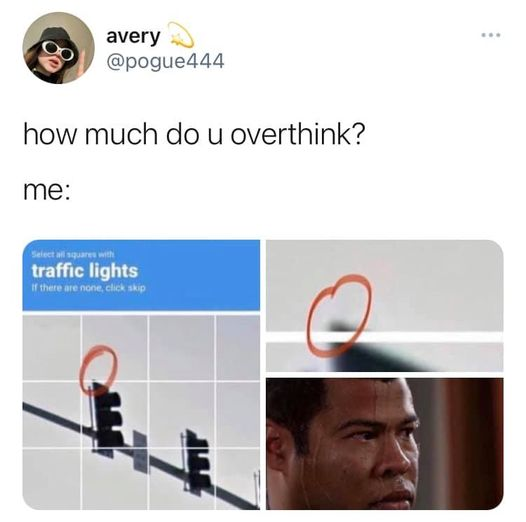 avery 💫
@pogue444
how much do u overthink?
me:
Select all squares with
traffic lights
If there are none, click skip